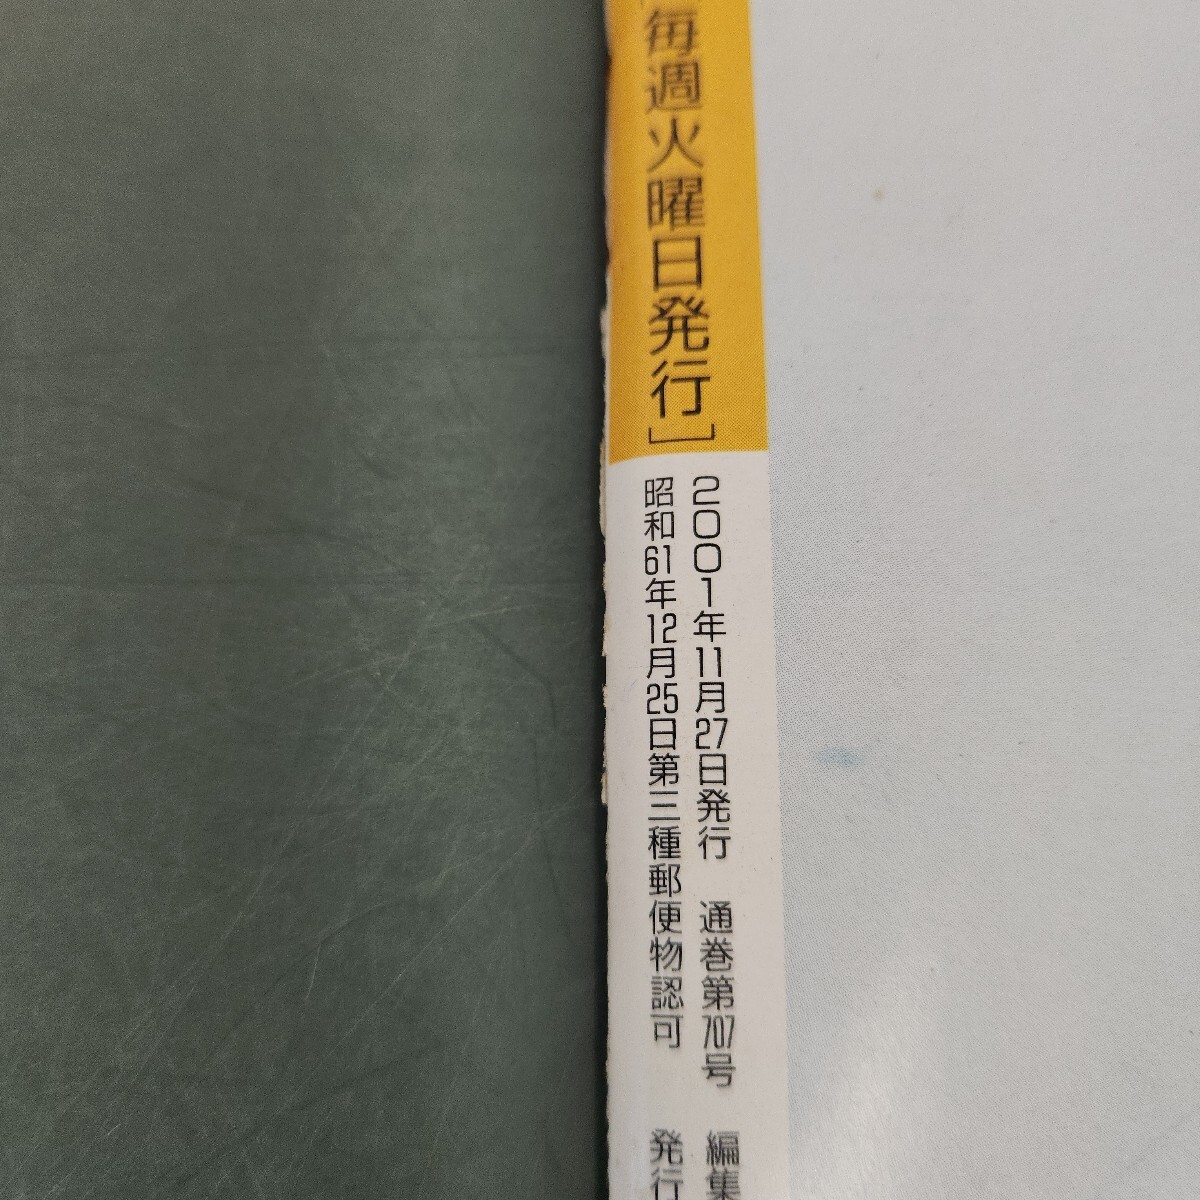 [毎週火曜日発行]
2001年11月27日発行 通巻第707号 編集
昭和61年12月25日第三種郵便物認可 発行